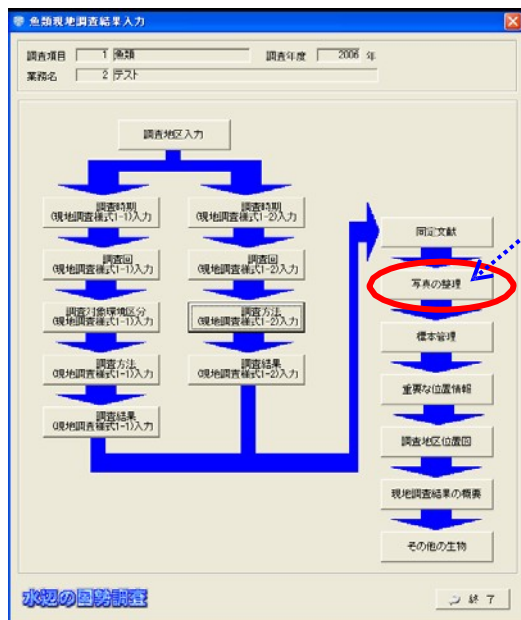 魚類現地調査結果入力
調査項目 1 魚類 調査年度 2006 年
業務名 2 テスト
調査地区入力
調査時期
(現地調査様式1-1)入力
調査回
(現地調査様式1-1)入力
調査対象環境区分
(現地調査様式1-1)入力
調査方法
(現地調査様式1-1)入力
調査結果
(現地調査様式1-1)入力
調査時期
(現地調査様式1-2)入力
調査回
(現地調査様式1-2)入力
調査方法
(現地調査様式1-2)入力
調査結果
(現地調査様式1-2)入力
同定文献
写真の整理
標本管理
重要な位置情報
調査地区位置図
現地調査結果の概要
その他の生物
水辺の国勢調査
終 了